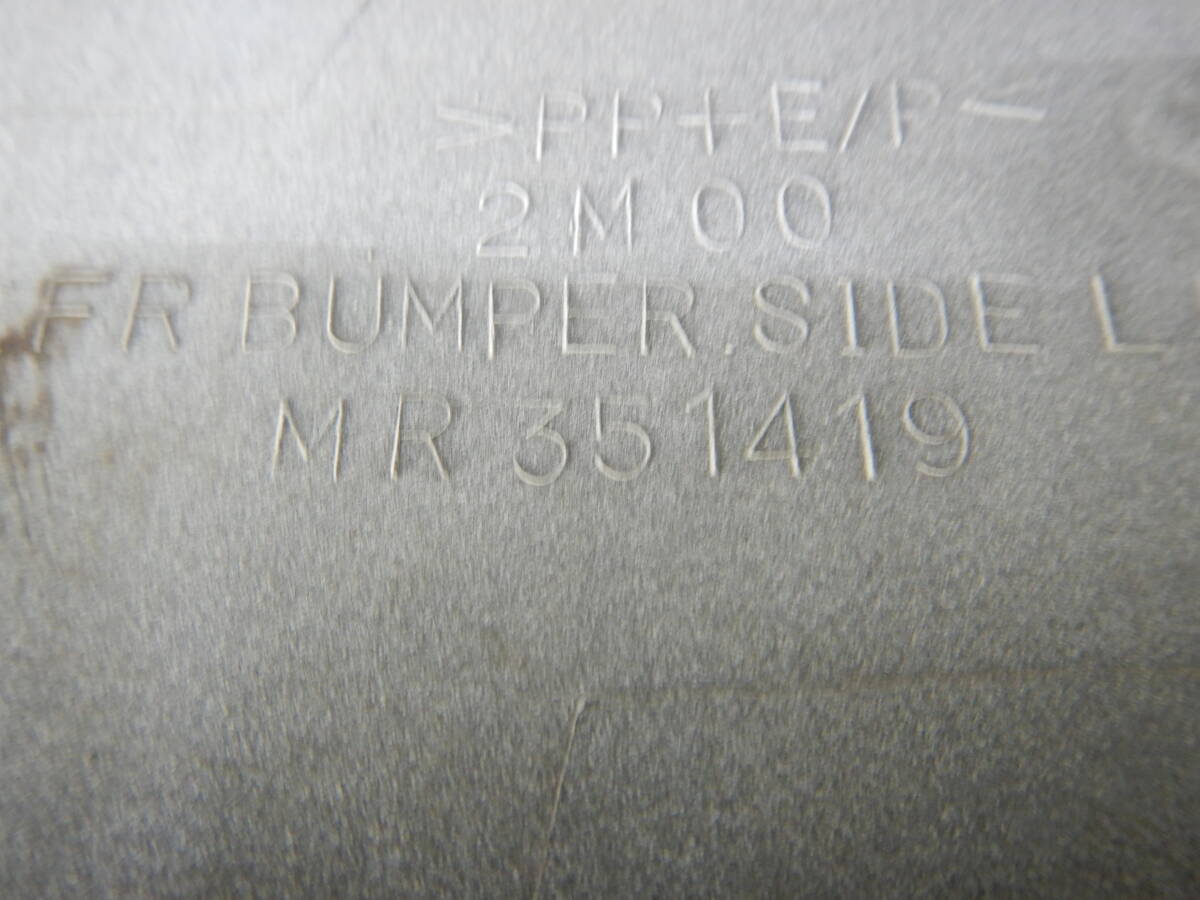 >PP+E/P<
2M00
FR BUMPER.SIDE L
MR351419